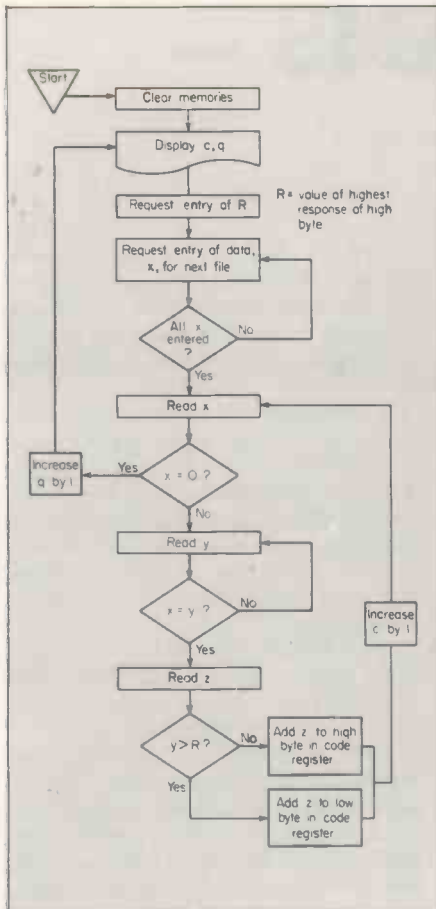 Start
Clear memories
Display c, q
Request entry of R
R = value of highest
response of high
byte
Request entry of data,
x, for next file
All x
entered
?
No
Yes
Read x
x = 0 ?
Yes
Increase
q by 1
No
Read y
x = y ?
No
Increase
c by 1
Yes
Read z
y > R ?
No
Add z to high
byte in code
register
Yes
Add z to low
byte in code
register